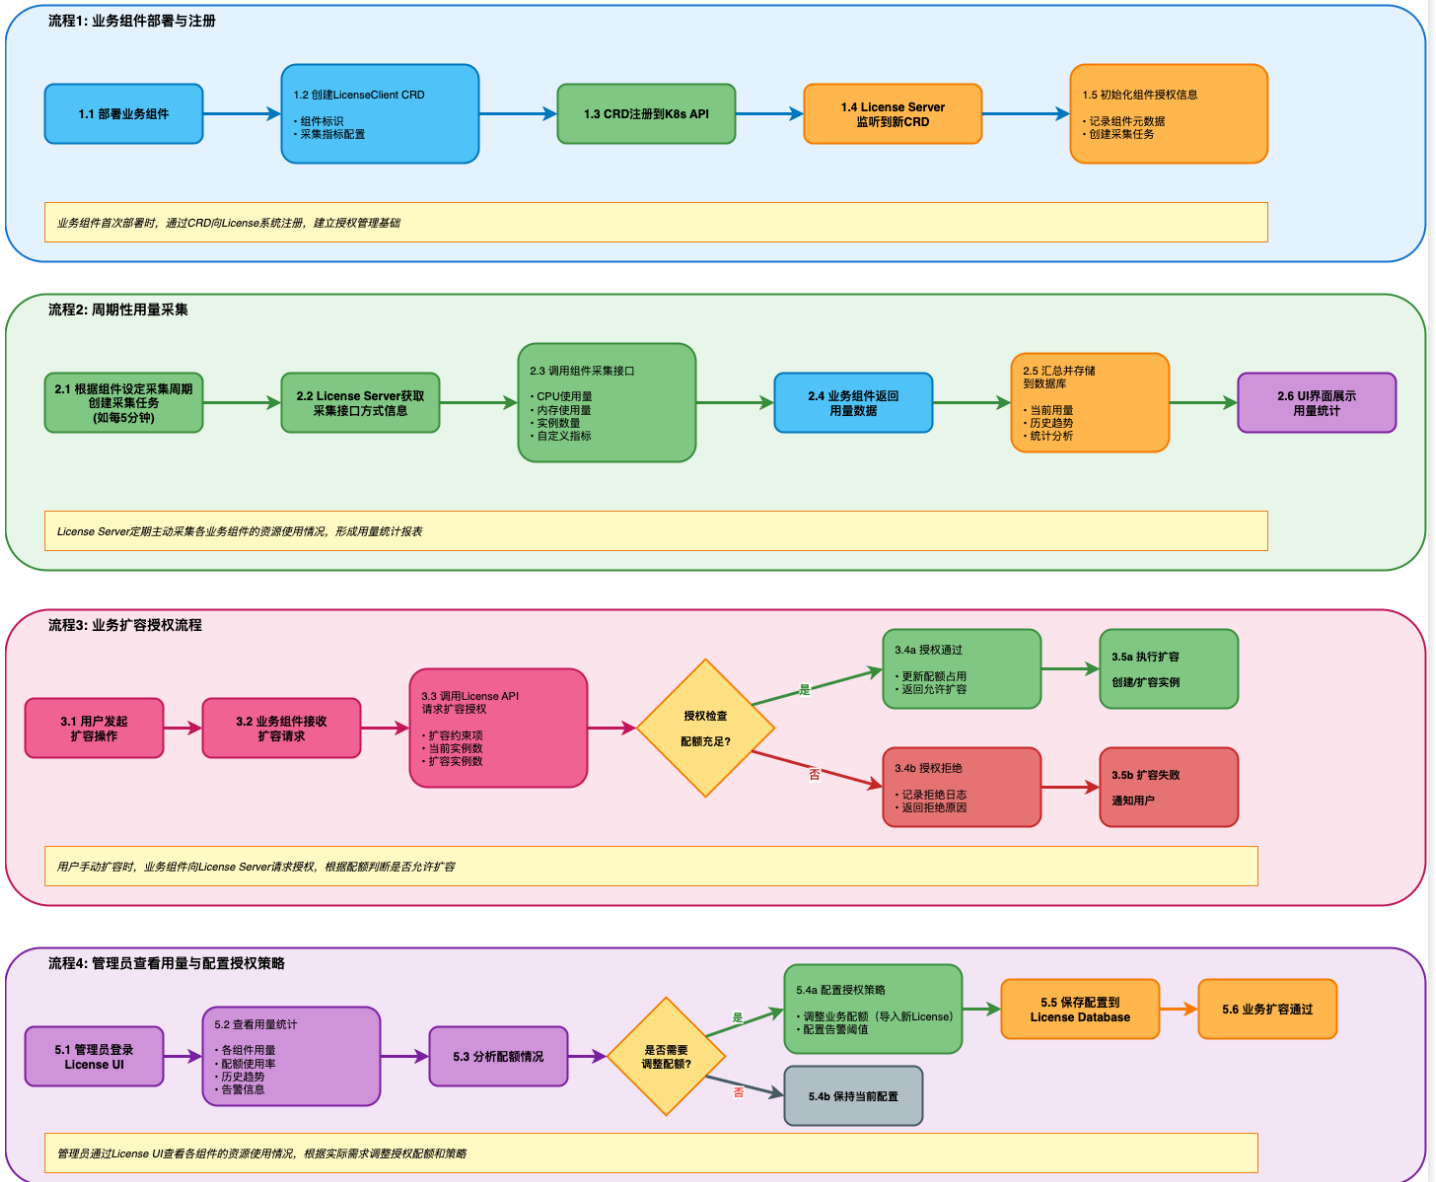 流程1: 业务组件部署与注册
1.1 部署业务组件
1.2 创建LicenseClient CRD
• 组件标识
• 采集指标配置
1.3 CRD注册到K8s API
1.4 License Server
监听到新CRD
1.5 初始化组件授权信息
• 记录组件元数据
• 创建采集任务
业务组件首次部署时，通过CRD向License系统注册，建立授权管理基础
流程2: 周期性用量采集
2.1 根据组件设定采集周期
创建采集任务
(如每5分钟)
2.2 License Server获取
采集接口方式信息
2.3 调用组件采集接口
• CPU使用量
• 内存使用量
• 实例数量
• 自定义指标
2.4 业务组件返回
用量数据
2.5 汇总并存储
到数据库
• 当前用量
• 历史趋势
• 统计分析
2.6 UI界面展示
用量统计
License Server定期主动采集各业务组件的资源使用情况，形成用量统计报表
流程3: 业务扩容授权流程
3.1 用户发起
扩容操作
3.2 业务组件接收
扩容请求
3.3 调用License API
请求扩容授权
• 扩容约束项
• 当前实例数
• 扩容实例数
授权检查
配额充足?
是
3.4a 授权通过
• 更新配额占用
• 返回允许扩容
3.5a 执行扩容
创建/扩容实例
否
3.4b 授权拒绝
• 记录拒绝日志
• 返回拒绝原因
3.5b 扩容失败
通知用户
用户手动扩容时，业务组件向License Server请求授权，根据配额判断是否允许扩容
流程4: 管理员查看用量与配置授权策略
5.1 管理员登录
License UI
5.2 查看用量统计
• 各组件用量
• 配额使用率
• 历史趋势
• 告警信息
5.3 分析配额情况
是否需要
调整配额?
是
5.4a 配置授权策略
• 调整业务配额（导入新License）
• 配置告警阈值
5.5 保存配置到
License Database
5.6 业务扩容通过
否
5.4b 保持当前配置
管理员通过License UI查看各组件的资源使用情况，根据实际需求调整授权配额和策略